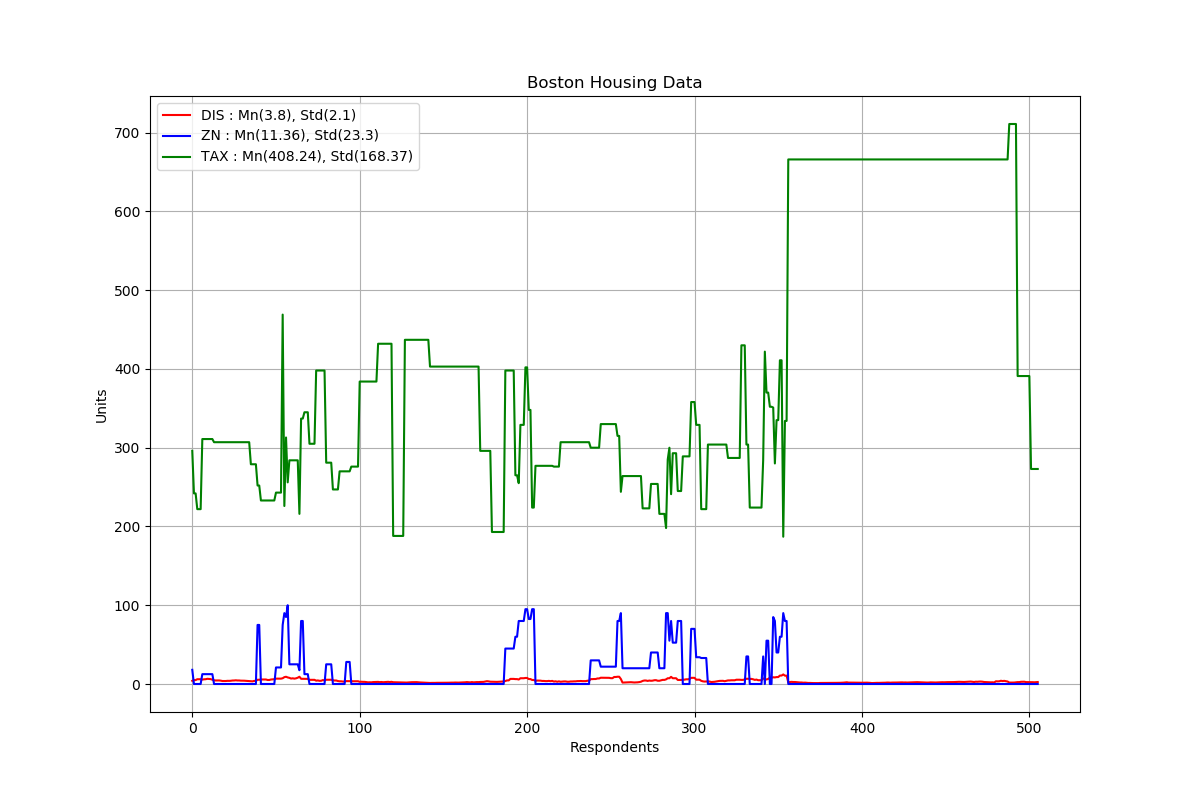 Boston Housing Data
DIS : Mn(3.8), Std(2.1)
ZN : Mn(11.36), Std(23.3)
TAX : Mn(408.24), Std(168.37)
Units
700
600
500
400
300
200
100
0
0 100 200 300 400 500
Respondents